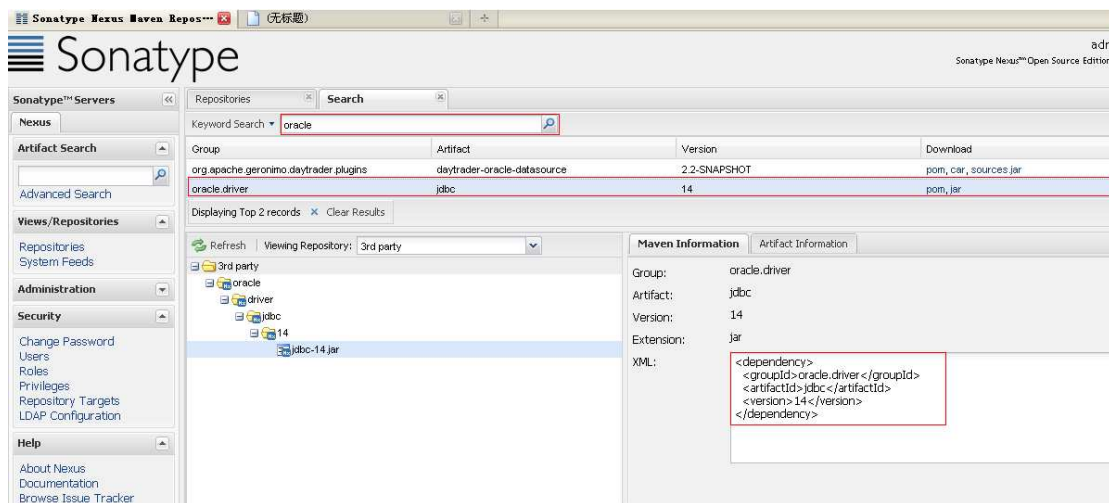 Sonatype Nexus Maven Repos…
(无标题)
Sonatype
adm
Sonatype Nexus™ Open Source Edition
Sonatype™ Servers
Nexus
Artifact Search
Advanced Search
Views/Repositories
Repositories
System Feeds
Administration
Security
Change Password
Users
Roles
Privileges
Repository Targets
LDAP Configuration
Help
About Nexus
Documentation
Browse Issue Tracker
Repositories
Search
Keyword Search
oracle
Group Artifact Version Download
org.apache.geronimo.daytrader.plugins daytrader-oracle-datasource 2.2-SNAPSHOT pom, car, sources.jar
oracle.driver jdbc 14 pom, jar
Displaying Top 2 records Clear Results
Refresh Viewing Repository: 3rd party
3rd party
oracle
driver
jdbc
14
jdbc-14.jar
Maven Information Artifact Information
Group: oracle.driver
Artifact: jdbc
Version: 14
Extension: jar
XML:
<dependency>
<groupId>oracle.driver</groupId>
<artifactId>jdbc</artifactId>
<version>14</version>
</dependency>